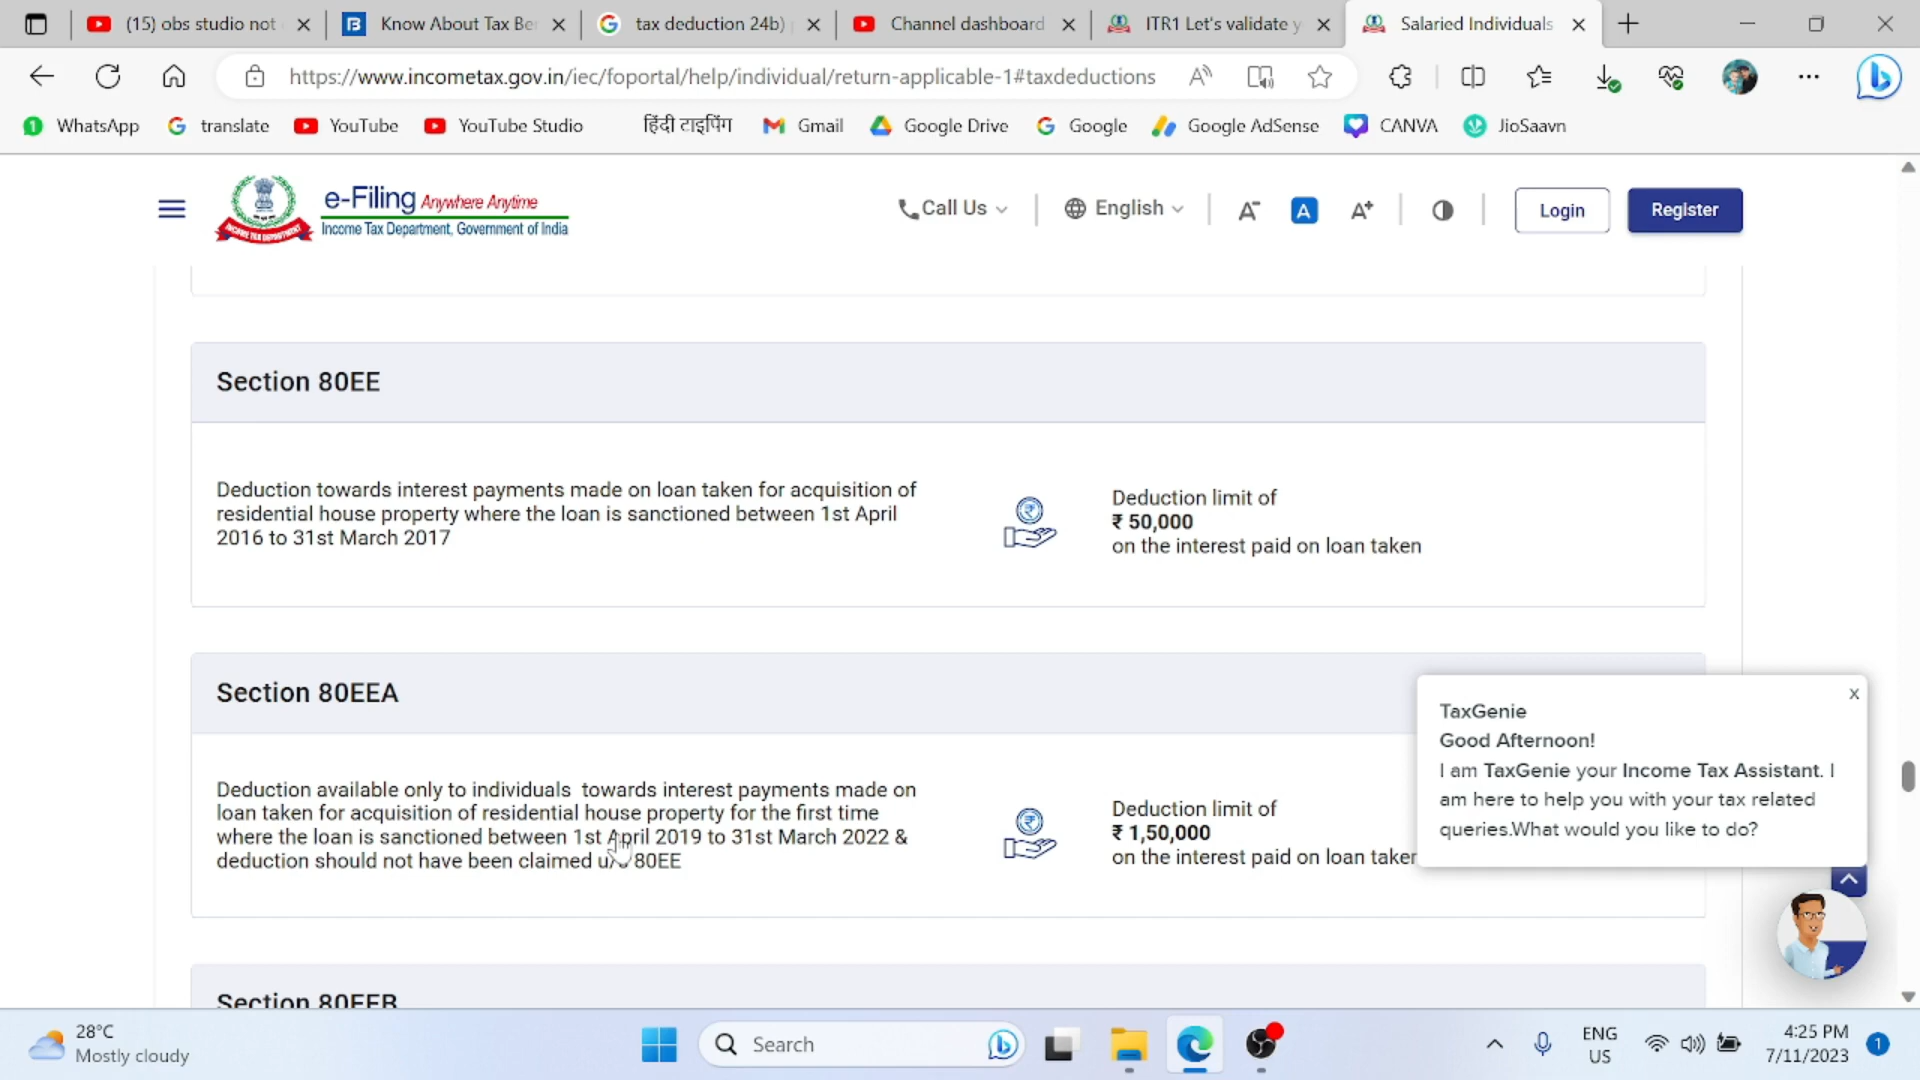 (15) obs studio not
Know About Tax Be
tax deduction 24b)
Channel dashboard
ITR1 Let's validate y
Salaried Individuals
https://www.incometax.gov.in/iec/foportal/help/individual/return-applicable-1#taxdeductions
WhatsApp
translate
YouTube
YouTube Studio
हिंदी टाइपिंग
Gmail
Google Drive
Google
Google AdSense
CANVA
JioSaavn
e-Filing Anywhere Anytime
Income Tax Department, Government of India
Call Us
English
A-
A
A+
Login
Register
Section 80EE
Deduction towards interest payments made on loan taken for acquisition of
residential house property where the loan is sanctioned between 1st April
2016 to 31st March 2017
Deduction limit of
₹ 50,000
on the interest paid on loan taken
Section 80EEA
Deduction available only to individuals towards interest payments made on
loan taken for acquisition of residential house property for the first time
where the loan is sanctioned between 1st April 2019 to 31st March 2022 &
deduction should not have been claimed 80EE
Deduction limit of
₹ 1,50,000
on the interest paid on loan taken
TaxGenie
Good Afternoon!
I am TaxGenie your Income Tax Assistant. I
am here to help you with your tax related
queries.What would you like to do?
Section 80EEB
28°C
Mostly cloudy
Search
ENG
US
4:25 PM
7/11/2023
1